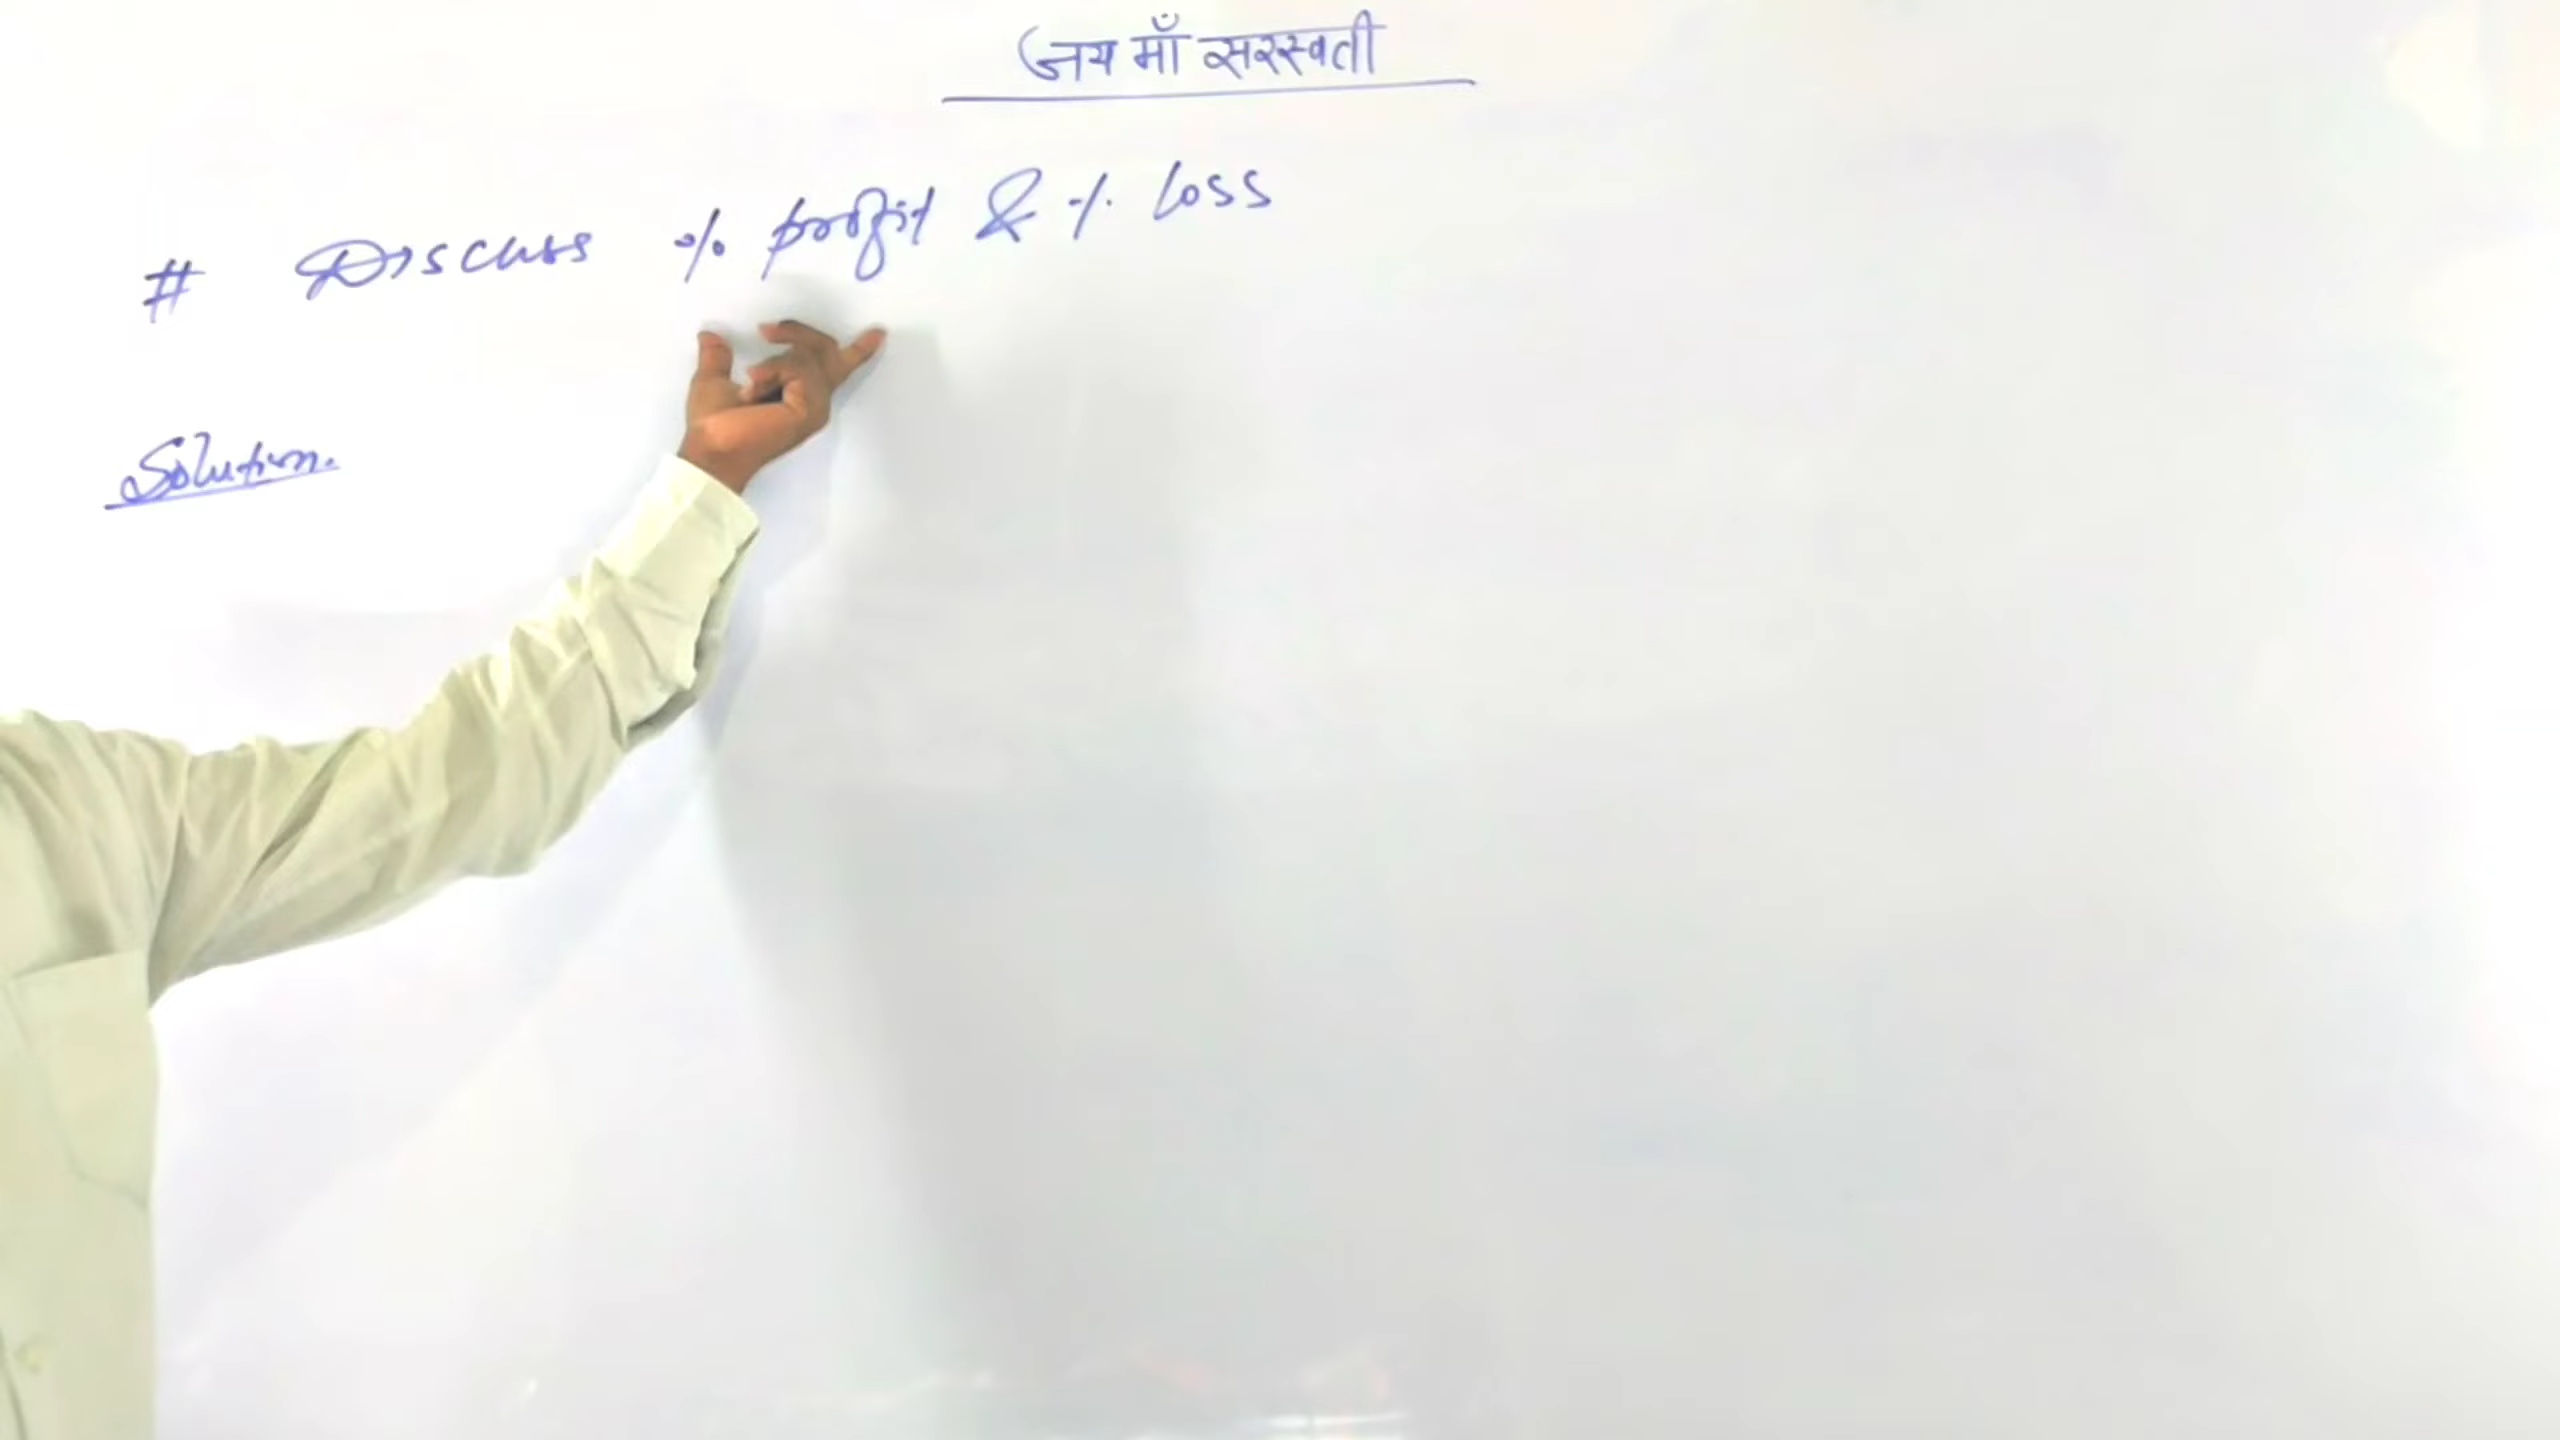 जय माँ सरस्वती
# Discuss % profit & % loss
Solution.